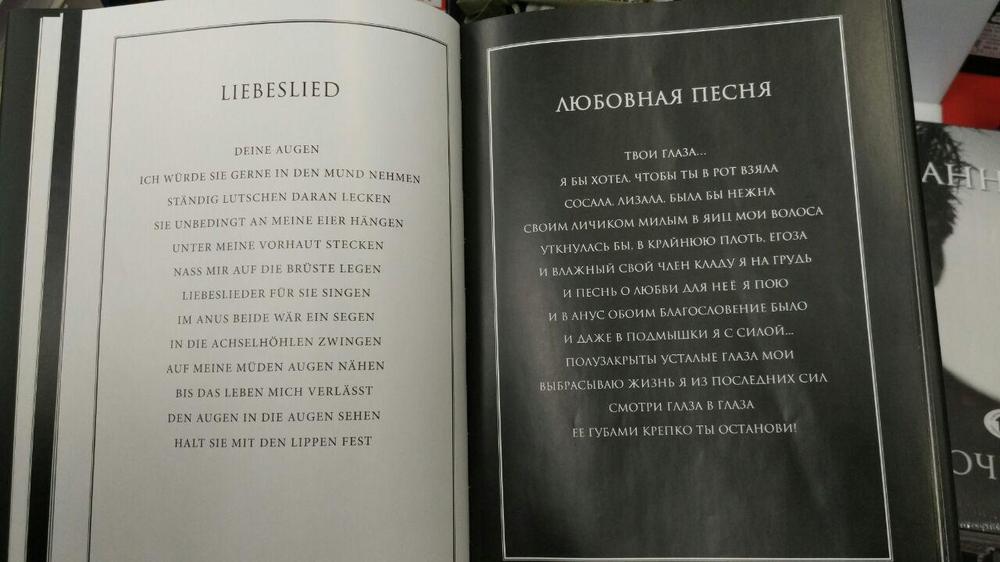 LIEBESLIED
DEINE AUGEN
ICH WÜRDE SIE GERNE IN DEN MUND NEHMEN
STÄNDIG LUTSCHEN DARAN LECKEN
SIE UNBEDINGT AN MEINE EIER HÄNGEN
UNTER MEINE VORHAUT STECKEN
NASS MIR AUF DIE BRÜSTE LEGEN
LIEBESLIEDER FÜR SIE SINGEN
IM ANUS BEIDE WÄR EIN SEGEN
IN DIE ACHSELHÖHLEN ZWINGEN
AUF MEINE MÜDEN AUGEN NÄHEN
BIS DAS LEBEN MICH VERLÄSST
DEN AUGEN IN DIE AUGEN SEHEN
HALT SIE MIT DEN LIPPEN FEST
ЛЮБОВНАЯ ПЕСНЯ
ТВОИ ГЛАЗА...
Я БЫ ХОТЕЛ, ЧТОБЫ ТЫ В РОТ ВЗЯЛА
СОСАЛА, ЛИЗАЛА, БЫЛА БЫ НЕЖНА
СВОИМ ЛИЧИКОМ МИЛЫМ В ЯИЦ МОИ ВОЛОСА
УТКНУЛАСЬ БЫ, В КРАЙНЮЮ ПЛОТЬ, ЕГОЗА
И ВЛАЖНЫЙ СВОЙ ЧЛЕН КЛАДУ Я НА ГРУДЬ
И ПЕСНЬ О ЛЮБВИ ДЛЯ НЕЁ Я ПОЮ
И В АНУС ОБОИМ БЛАГОСЛОВЕНИЕ БЫЛО
И ДАЖЕ В ПОДМЫШКИ Я С СИЛОЙ...
ПОЛУЗАКРЫТЫ УСТАЛЫЕ ГЛАЗА МОИ
ВЫБРАСЫВАЮ ЖИЗНЬ Я ИЗ ПОСЛЕДНИХ СИЛ
СМОТРИ ГЛАЗА В ГЛАЗА
ЕЕ ГУБАМИ КРЕПКО ТЫ ОСТАНОВИ!